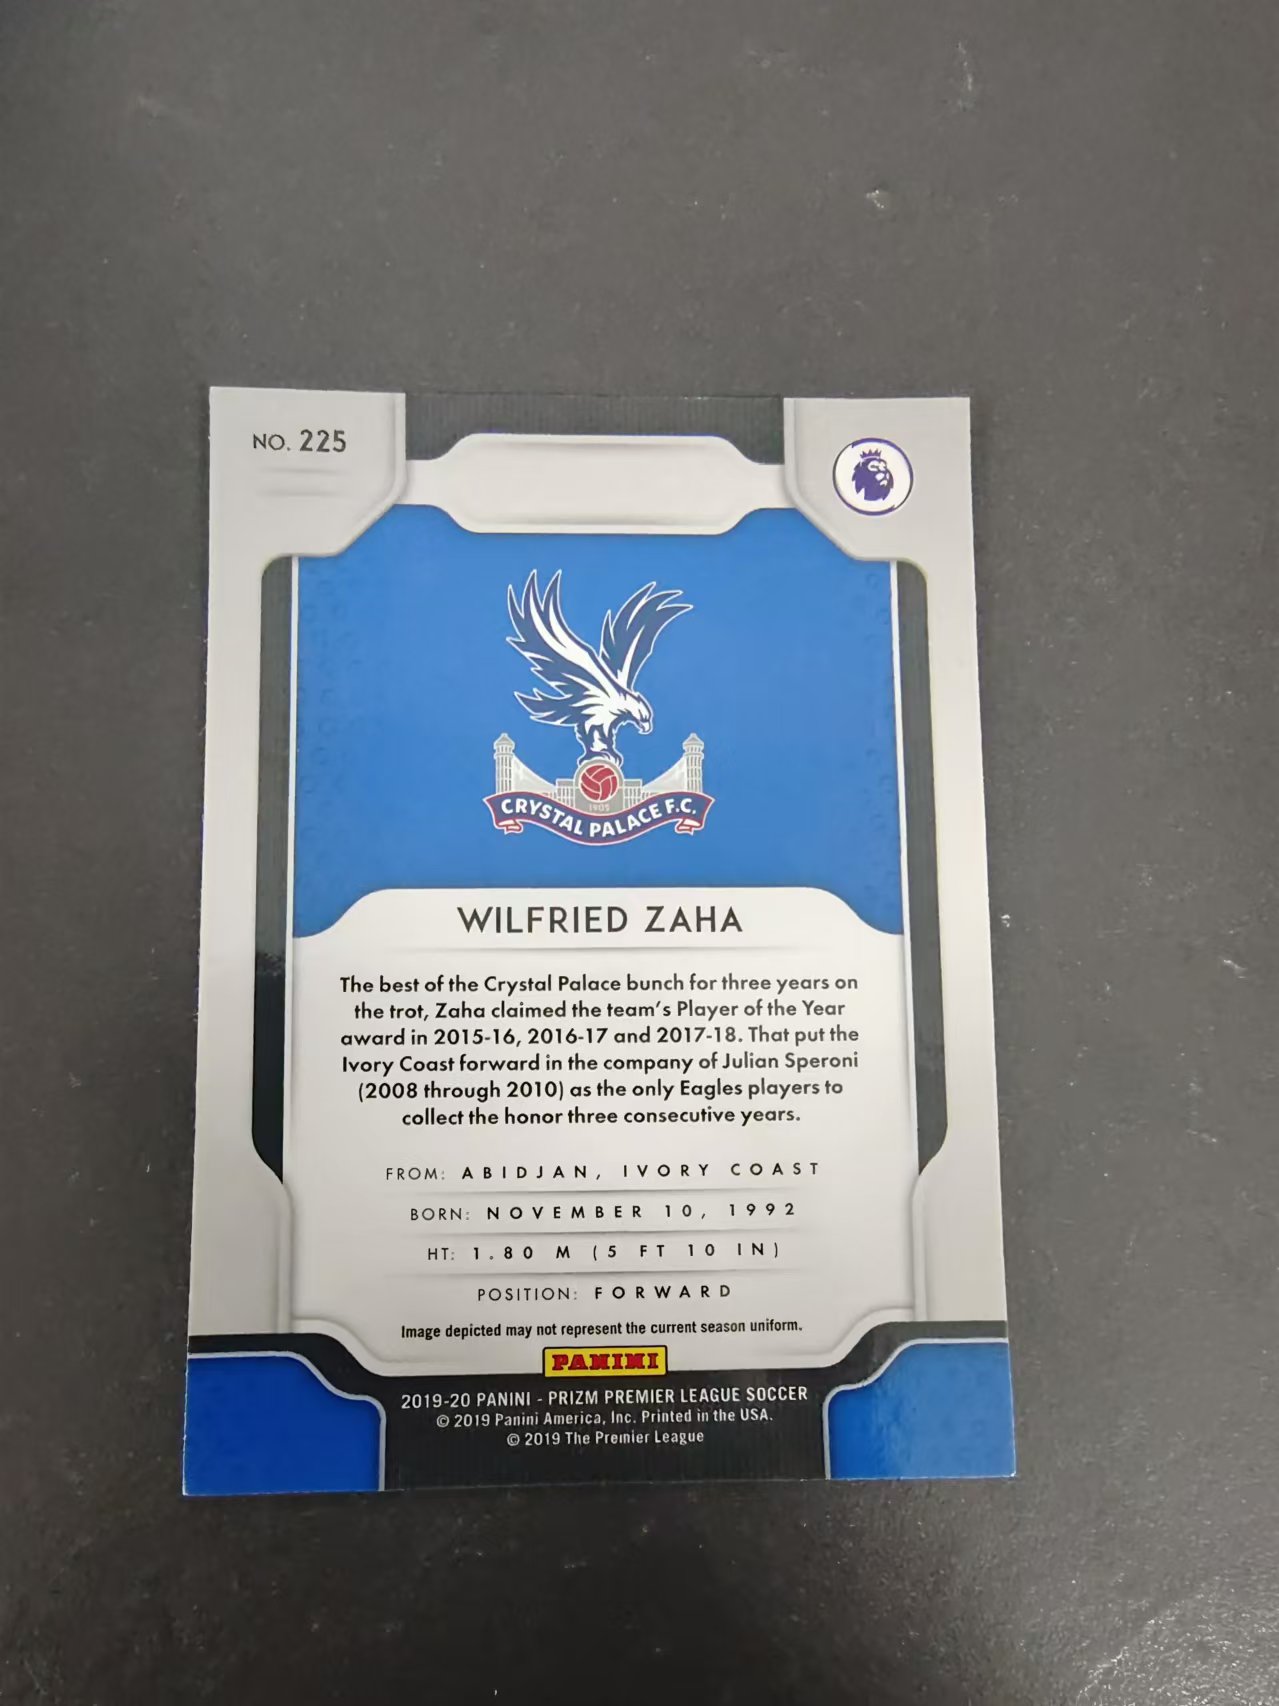 NO. 225
1905
CRYSTAL PALACE F.C.
WILFRIED ZAHA
The best of the Crystal Palace bunch for three years on
the trot, Zaha claimed the team's Player of the Year
award in 2015-16, 2016-17 and 2017-18. That put the
Ivory Coast forward in the company of Julian Speroni
(2008 through 2010) as the only Eagles players to
collect the honor three consecutive years.
FROM: ABIDJAN, IVORY COAST
BORN: NOVEMBER 10, 1992
HT: 1.80 M (5 FT 10 IN)
POSITION: FORWARD
Image depicted may not represent the current season uniform.
PANINI
2019-20 PANINI - PRIZM PREMIER LEAGUE SOCCER
© 2019 Panini America, Inc. Printed in the USA.
© 2019 The Premier League